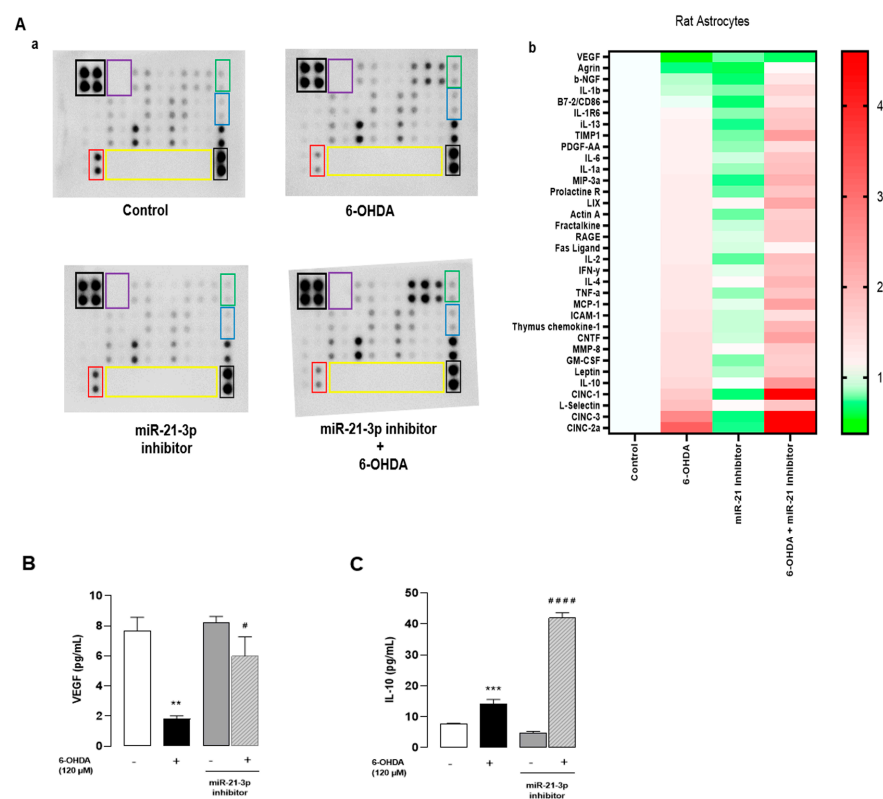 A
a
Control
6-OHDA
miR-21-3p
inhibitor
miR-21-3p inhibitor
+
6-OHDA
Rat Astrocytes
b
VEGF
Agrin
b-NGF
IL-1b
B7-2/CD86
IL-1R6
iL-13
TIMP1
PDGF-AA
IL-6
IL-1a
MIP-3a
Prolactine R
LIX
Actin A
Fractalkine
RAGE
Fas Ligand
IL-2
IFN-γ
IL-4
TNF-a
MCP-1
ICAM-1
Thymus chemokine-1
CNTF
MMP-8
GM-CSF
Leptin
IL-10
CINC-1
L-Selectin
CINC-3
CINC-2a
Control
6-OHDA
miR-21 Inhibitor
6-OHDA + miR-21 Inhibitor
4
3
2
1
B
VEGF (pg/mL)
10
8
6
4
2
0
**
#
6-OHDA
(120 µM)
- + - +
miR-21-3p
inhibitor
C
IL-10 (pg/mL)
50
40
30
20
10
0
***
####
6-OHDA
(120 µM)
- + - +
miR-21-3p
inhibitor